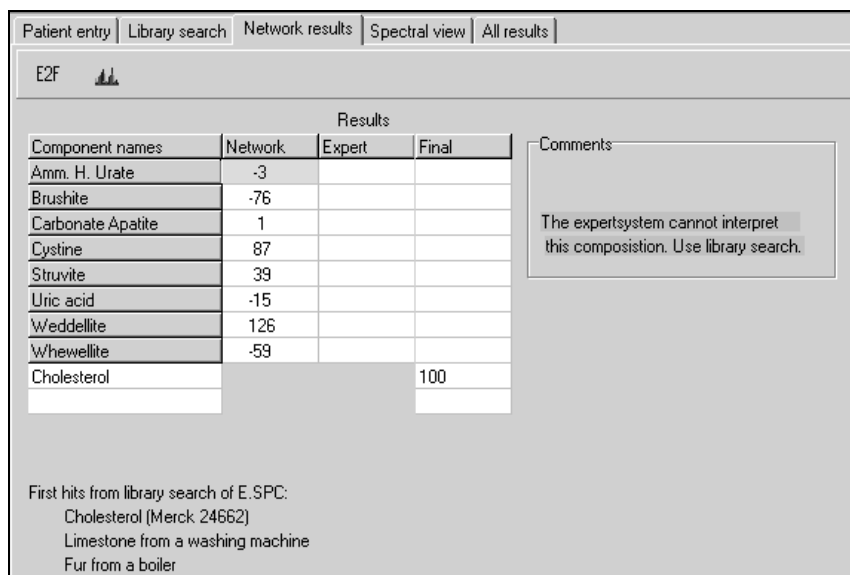 Patient entry Library search Network results Spectral view All results
E2F
Results
Component names Network Expert Final
Amm. H. Urate -3
Brushite -76
Carbonate Apatite 1
Cystine 87
Struvite 39
Uric acid -15
Weddellite 126
Whewellite -59
Cholesterol 100
Comments
The expertsystem cannot interpret
this composistion. Use library search.
First hits from library search of E.SPC:
Cholesterol (Merck 24662)
Limestone from a washing machine
Fur from a boiler